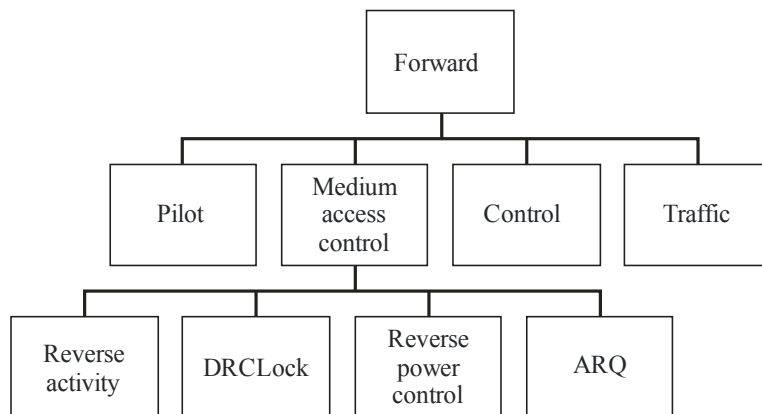 Forward
Pilot
Medium
access
control
Control
Traffic
Reverse
activity
DRCLock
Reverse
power
control
ARQ